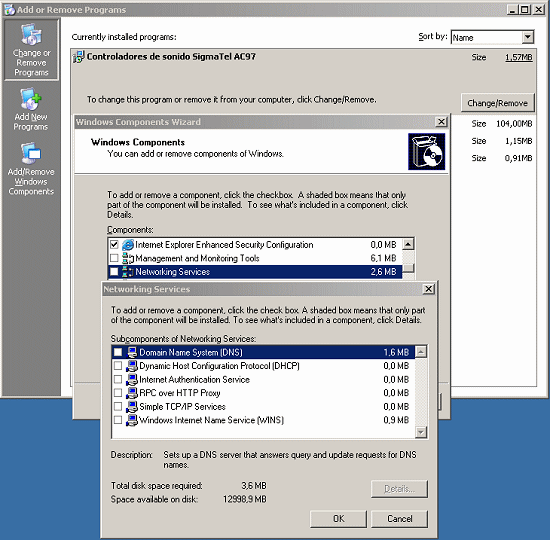 Add or Remove Programs
Change or
Remove
Programs
Add New
Programs
Add/Remove
Windows
Components
Currently installed programs:
Sort by:
Name
Controladores de sonido SigmaTel AC97
Size
1,57MB
To change this program or remove it from your computer, click Change/Remove.
Change/Remove
Size 104,00MB
Size 1,15MB
Size 0,91MB
Windows Components Wizard
Windows Components
You can add or remove components of Windows.
To add or remove a component, click the checkbox. A shaded box means that only
part of the component will be installed. To see what's included in a component, click
Details.
Components:
Internet Explorer Enhanced Security Configuration 0,0 MB
Management and Monitoring Tools 6,1 MB
Networking Services 2,6 MB
Networking Services
To add or remove a component, click the check box. A shaded box means that only part
of the component will be installed. To see what's included in a component, click Details.
Subcomponents of Networking Services:
Domain Name System (DNS) 1,6 MB
Dynamic Host Configuration Protocol (DHCP) 0,0 MB
Internet Authentication Service 0,0 MB
RPC over HTTP Proxy 0,0 MB
Simple TCP/IP Services 0,0 MB
Windows Internet Name Service (WINS) 0,9 MB
Description: Sets up a DNS server that answers query and update requests for DNS
names.
Total disk space required: 3,6 MB
Space available on disk: 12998,9 MB
Details...
OK
Cancel